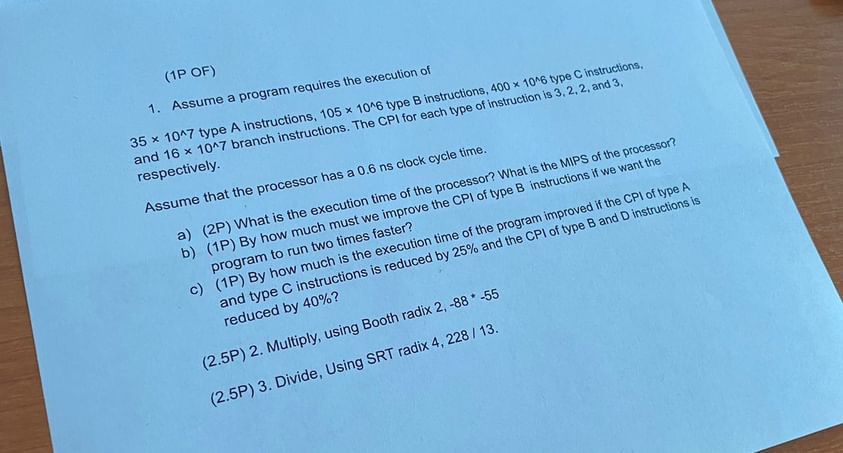 (1P OF)
1. Assume a program requires the execution of
35 × 10^7 type A instructions, 105 × 10^6 type B instructions, 400 × 10^6 type C instructions,
and 16 × 10^7 branch instructions. The CPI for each type of instruction is 3, 2, 2, and 3,
respectively.
Assume that the processor has a 0.6 ns clock cycle time.
a) (2P) What is the execution time of the processor? What is the MIPS of the processor?
b) (1P) By how much must we improve the CPI of type B instructions if we want the
program to run two times faster?
c) (1P) By how much is the execution time of the program improved if the CPI of type A
and type C instructions is reduced by 25% and the CPI of type B and D instructions is
reduced by 40%?
(2.5P) 2. Multiply, using Booth radix 2, -88 * -55
(2.5P) 3. Divide, Using SRT radix 4, 228 / 13.